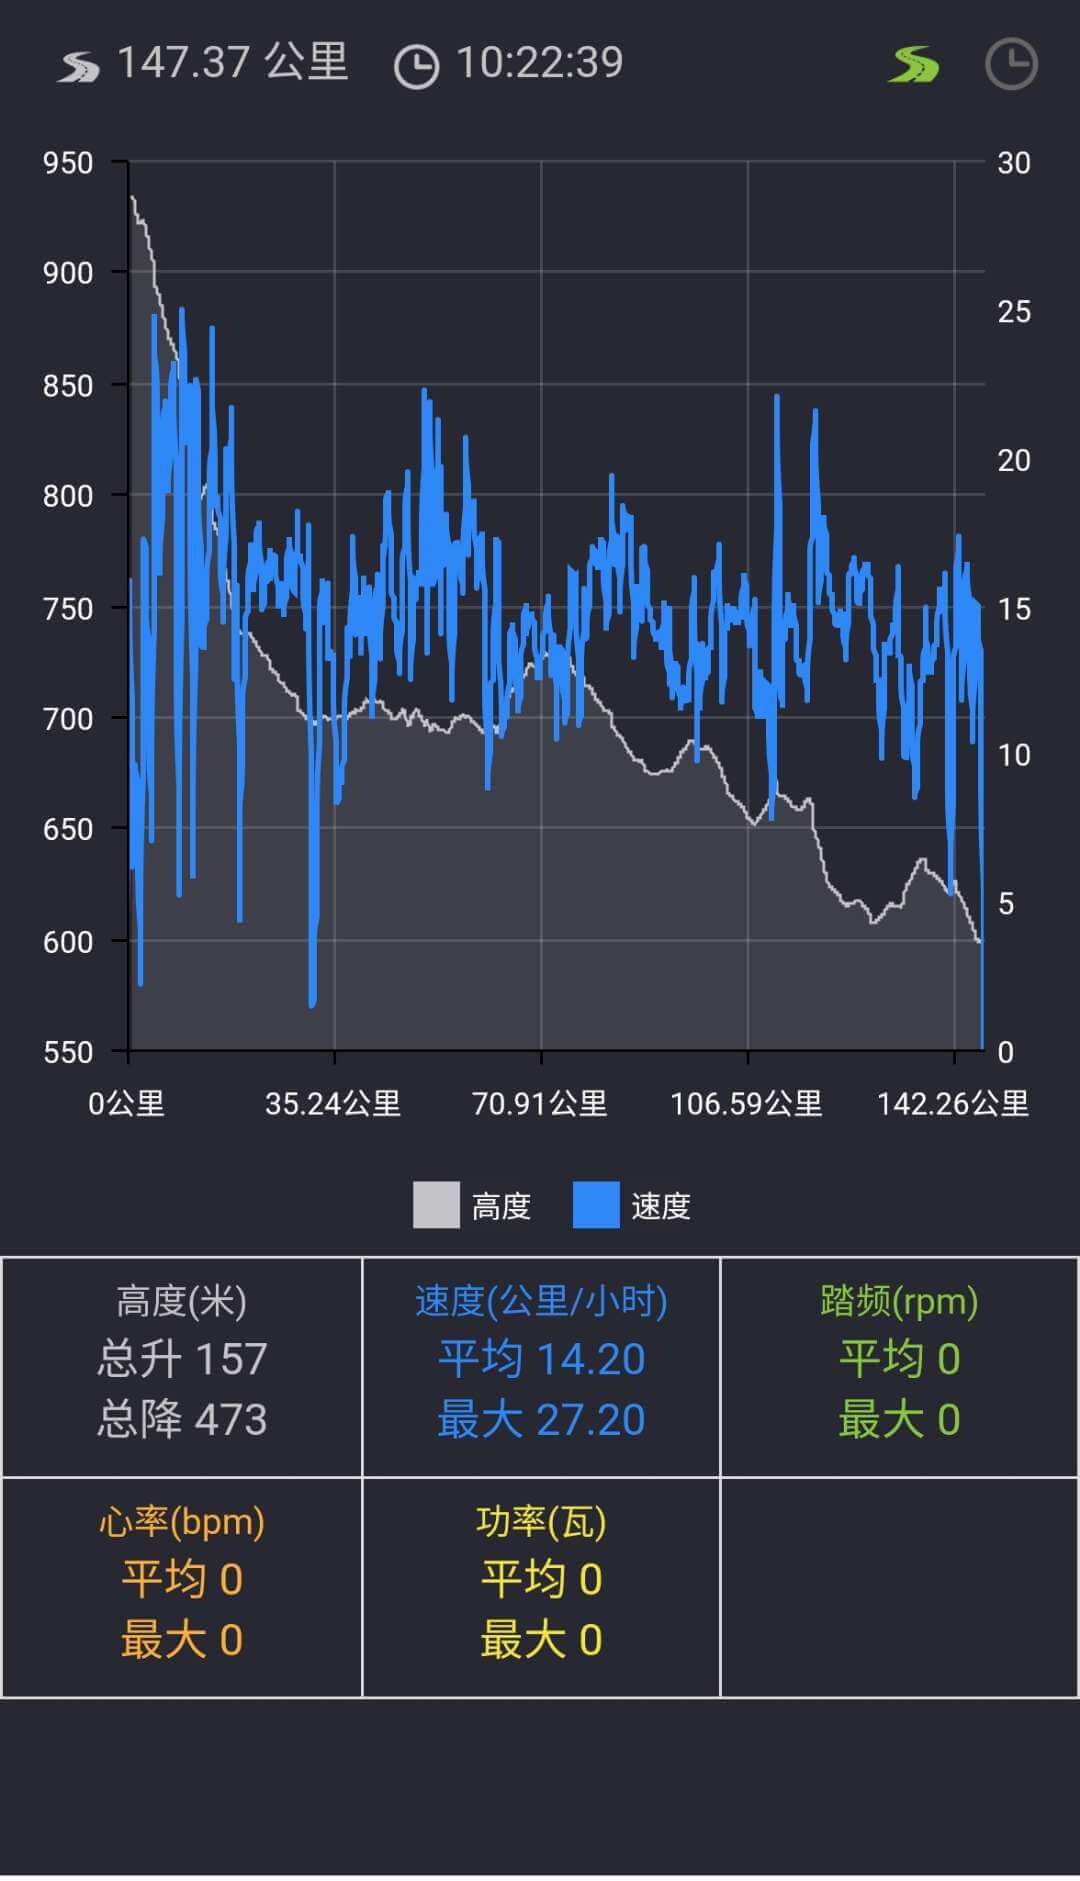 147.37 公里 10:22:39
950 30
900
25
850
20
800
750 15
700
10
650
5
600
550 0
0公里 35.24公里 70.91公里 106.59公里 142.26公里
高度 速度
高度(米) 速度(公里/小时) 踏频(rpm)
总升 157 平均 14.20 平均 0
总降 473 最大 27.20 最大 0
心率(bpm) 功率(瓦)
平均 0 平均 0
最大 0 最大 0